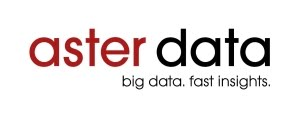 aster data
big data. fast insights.